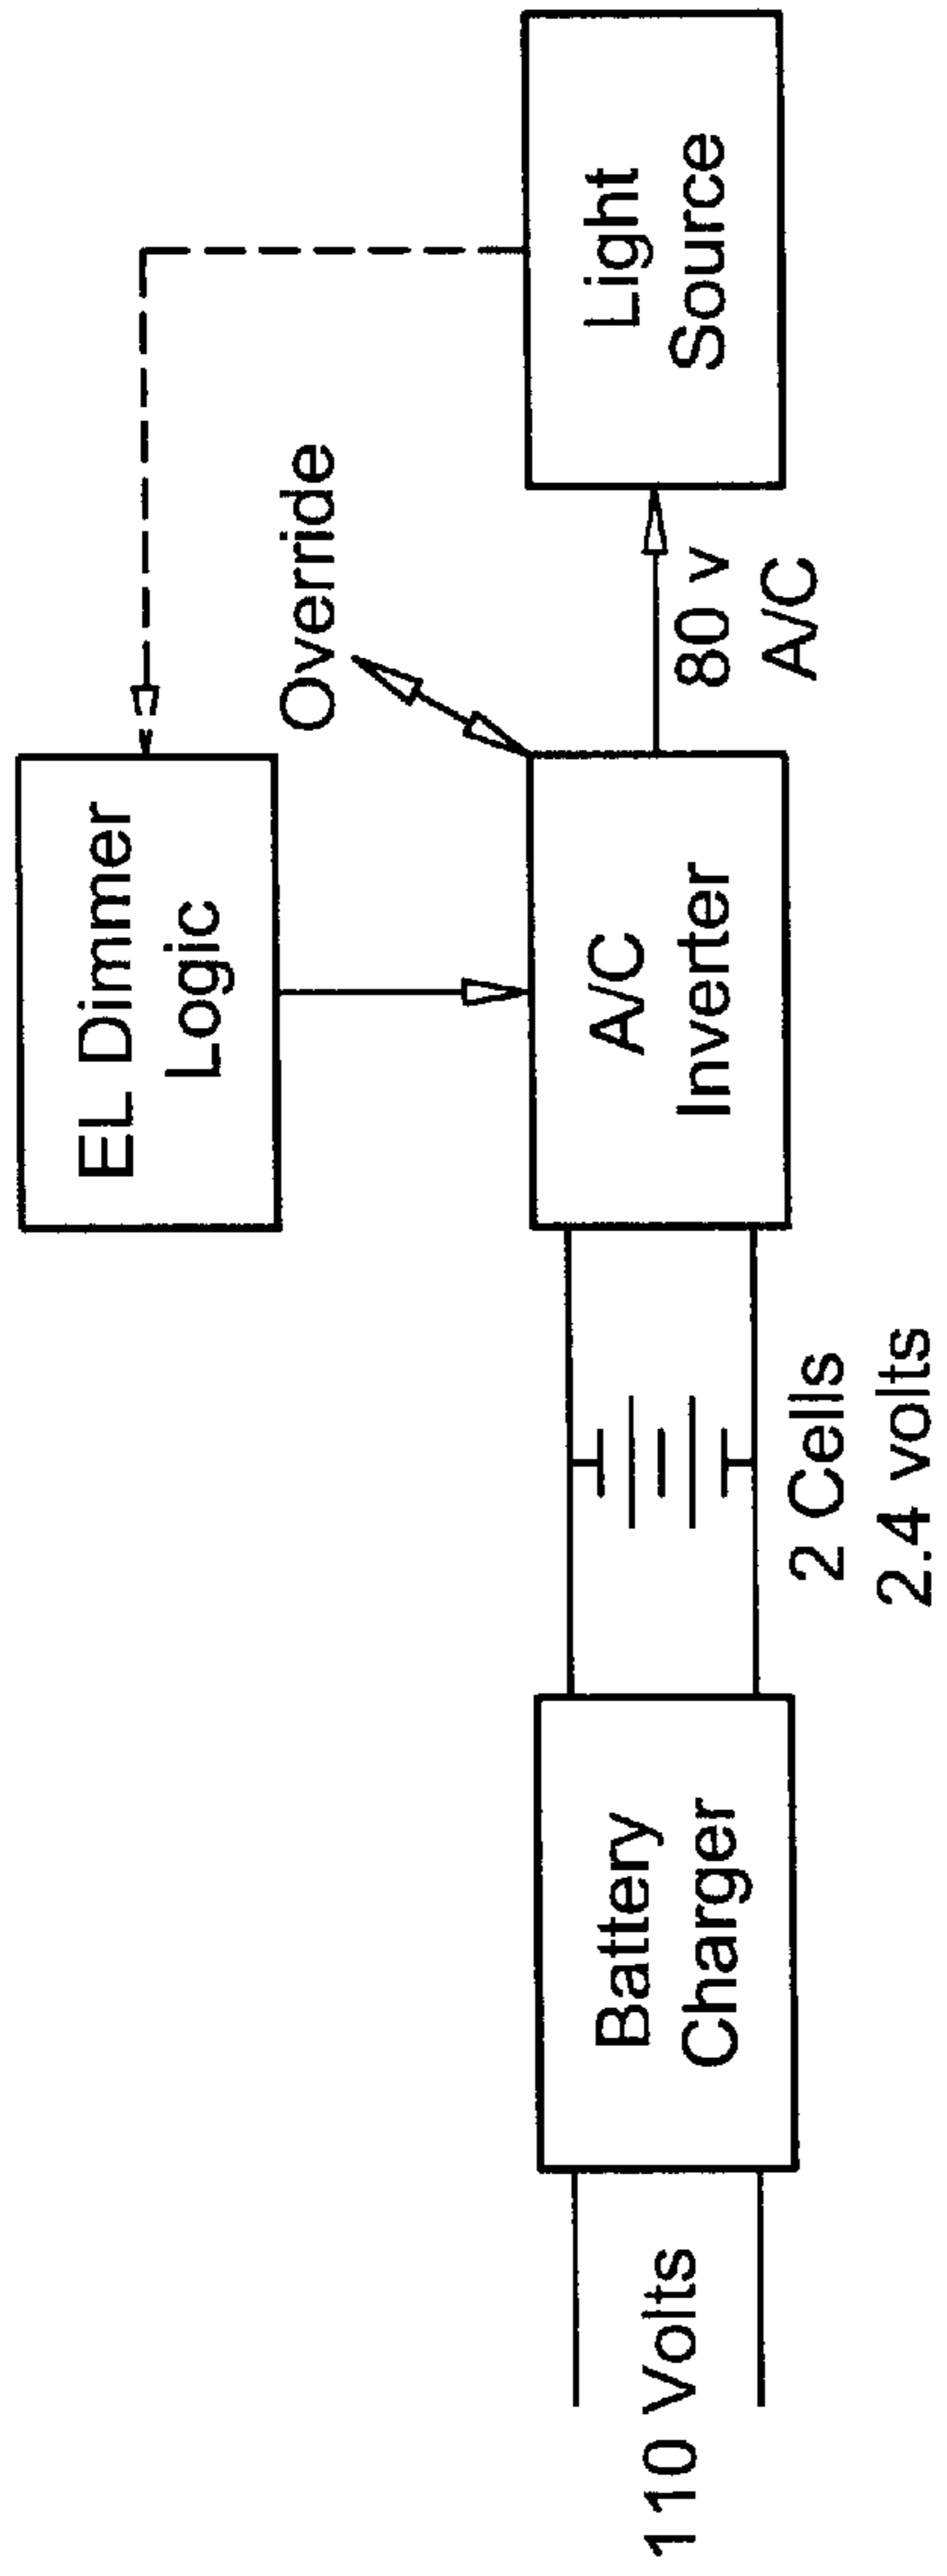 EL Dimmer
Logic
Override
110 Volts
Battery
Charger
2 Cells
2.4 volts
A/C
Inverter
80 v
A/C
Light
Source